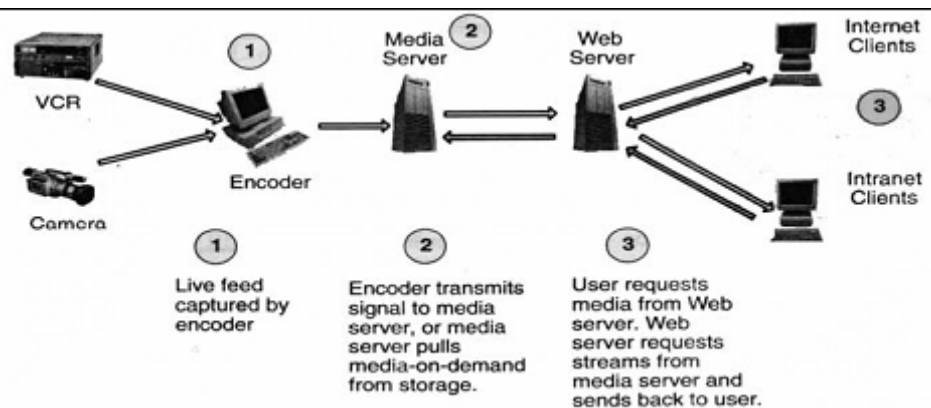 VCR
Camera
1
Encoder
Media
Server
2
Web
Server
Internet
Clients
3
Intranet
Clients
1
Live feed
captured by
encoder
2
Encoder transmits
signal to media
server, or media
server pulls
media-on-demand
from storage.
3
User requests
media from Web
server. Web
server requests
streams from
media server and
sends back to user.